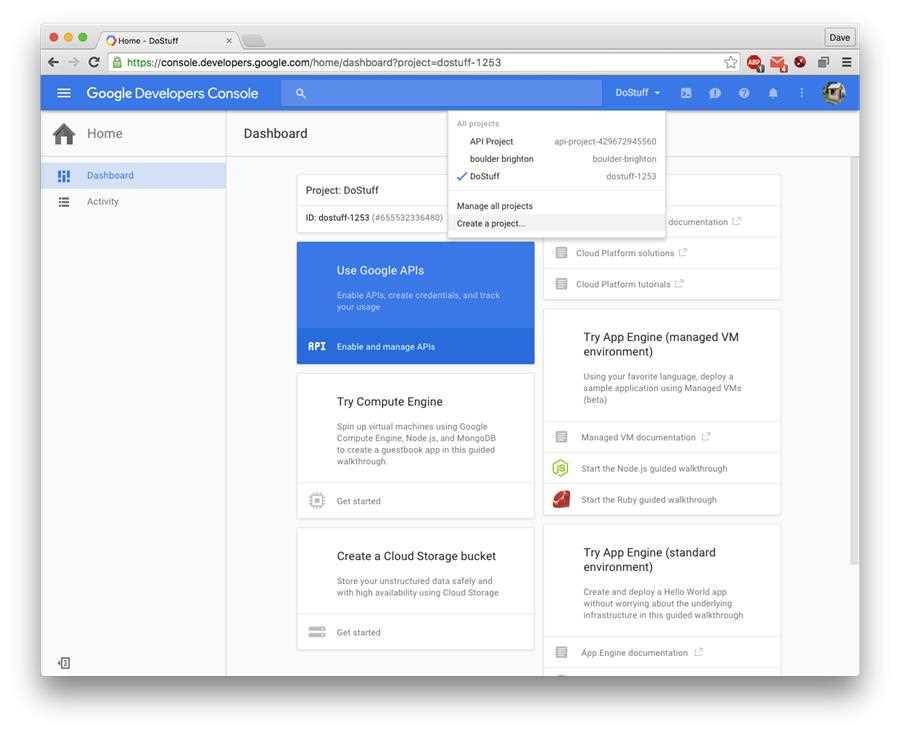 Home - DoStuff
Dave
https://console.developers.google.com/home/dashboard?project=dostuff-1253
Google Developers Console
DoStuff
Home
Dashboard
Activity
Dashboard
All projects
API Project api-project-429672945560
boulder brighton boulder-brighton
DoStuff dostuff-1253
Manage all projects
Create a project...
Project: DoStuff
ID: dostuff-1253 (#655532336480)
Use Google APIs
Enable APIs, create credentials, and track
your usage
API Enable and manage APIs
Try Compute Engine
Spin up virtual machines using Google
Compute Engine, Node.js, and MongoDB
to create a guestbook app in this guided
walkthrough.
Get started
Create a Cloud Storage bucket
Store your unstructured data safely and
with high availability using Cloud Storage
Get started
documentation
Cloud Platform solutions
Cloud Platform tutorials
Try App Engine (managed VM
environment)
Using your favorite language, deploy a
sample application using Managed VMs
(beta)
Managed VM documentation
Start the Node.js guided walkthrough
Start the Ruby guided walkthrough
Try App Engine (standard
environment)
Create and deploy a Hello World app
without worrying about the underlying
infrastructure in this guided walkthrough
App Engine documentation